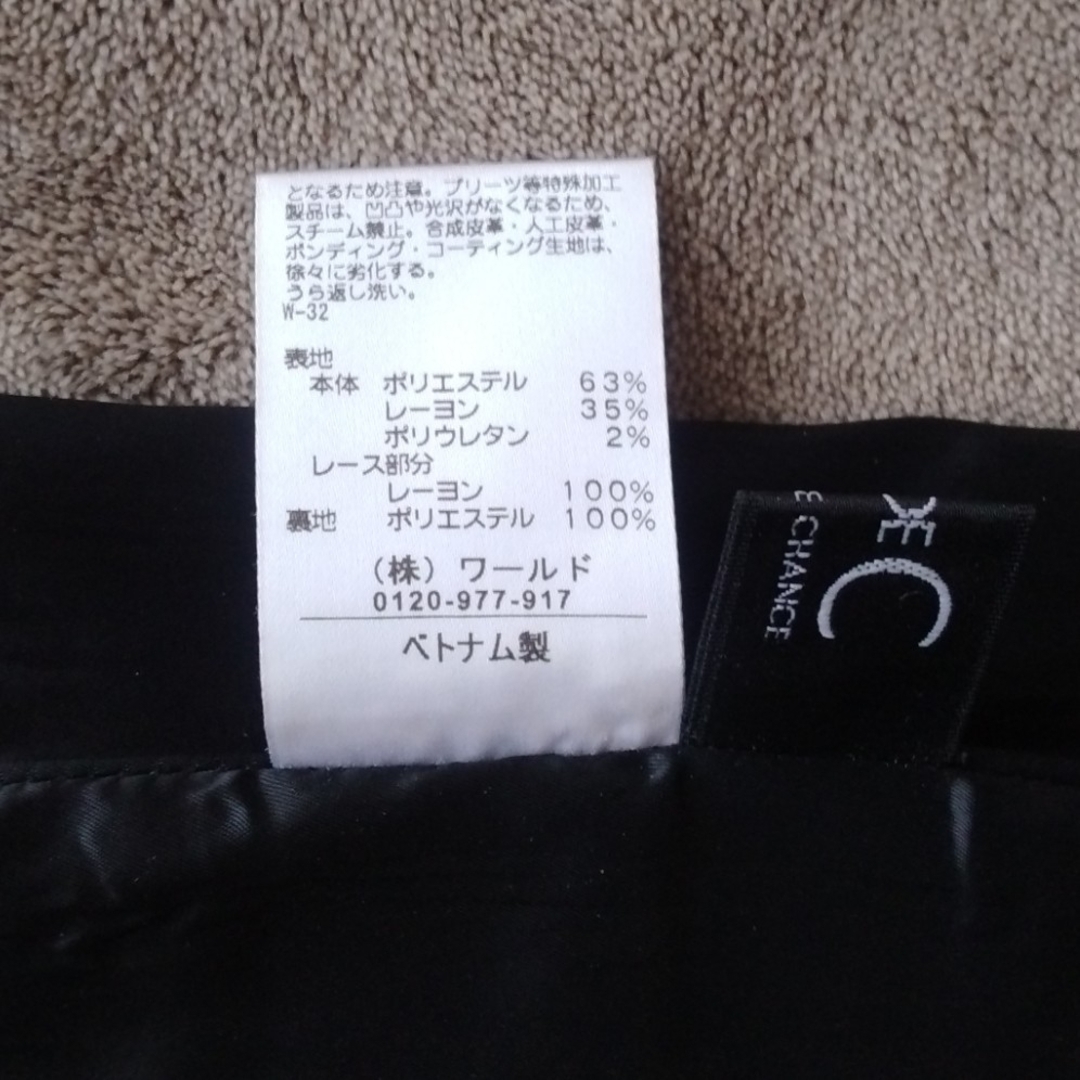 となるため注意。プリーツ等特殊加工
製品は、凹凸や光沢がなくなるため、
スチーム禁止。合成皮革・人工皮革・
ボンディング・コーティング生地は、
徐々に劣化する。
うら返し洗い。
W-32
表地
本体 ポリエステル 63%
レーヨン 35%
ポリウレタン 2%
レース部分
レーヨン 100%
裏地 ポリエステル 100%
(株)ワールド
0120-977-917
ベトナム製
C
CHANCE